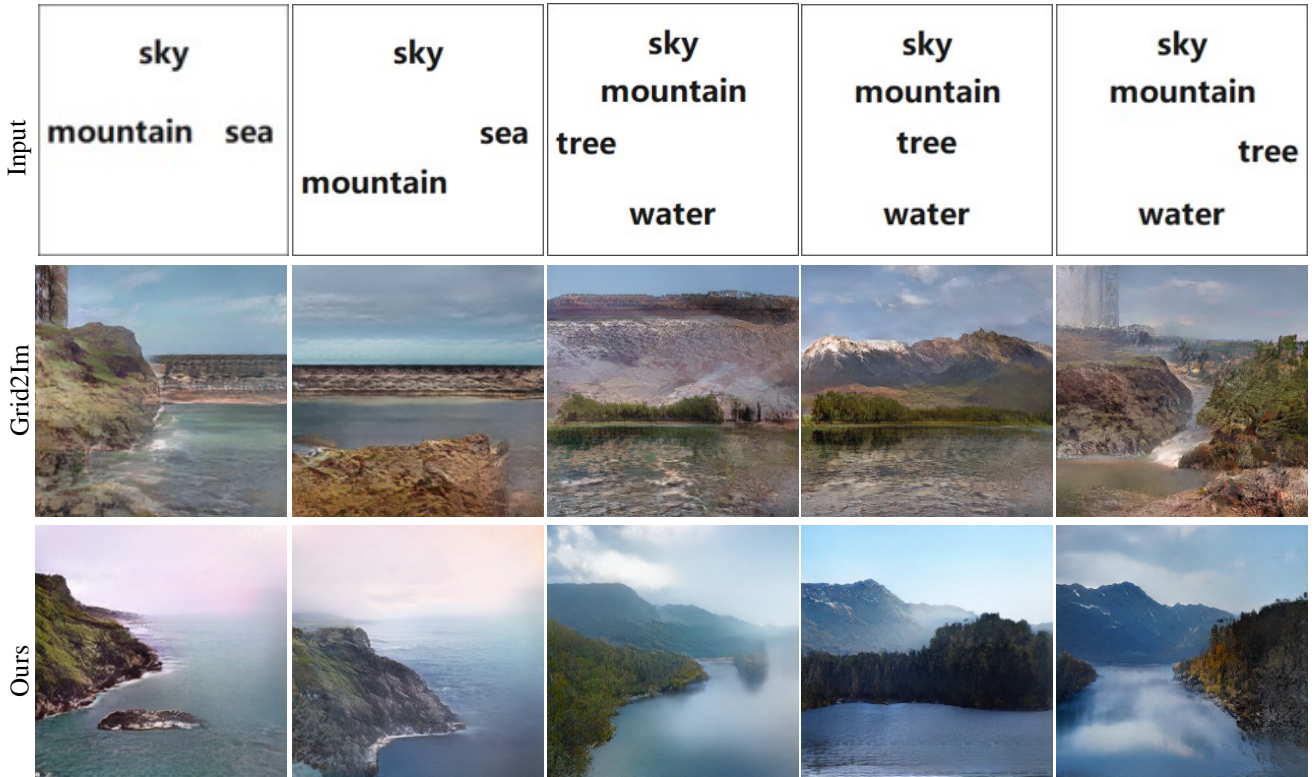 Input
sky
mountain sea
sky
sea
mountain
sky
mountain
tree
water
sky
mountain
tree
water
sky
mountain
tree
water
Grid2Im
Ours